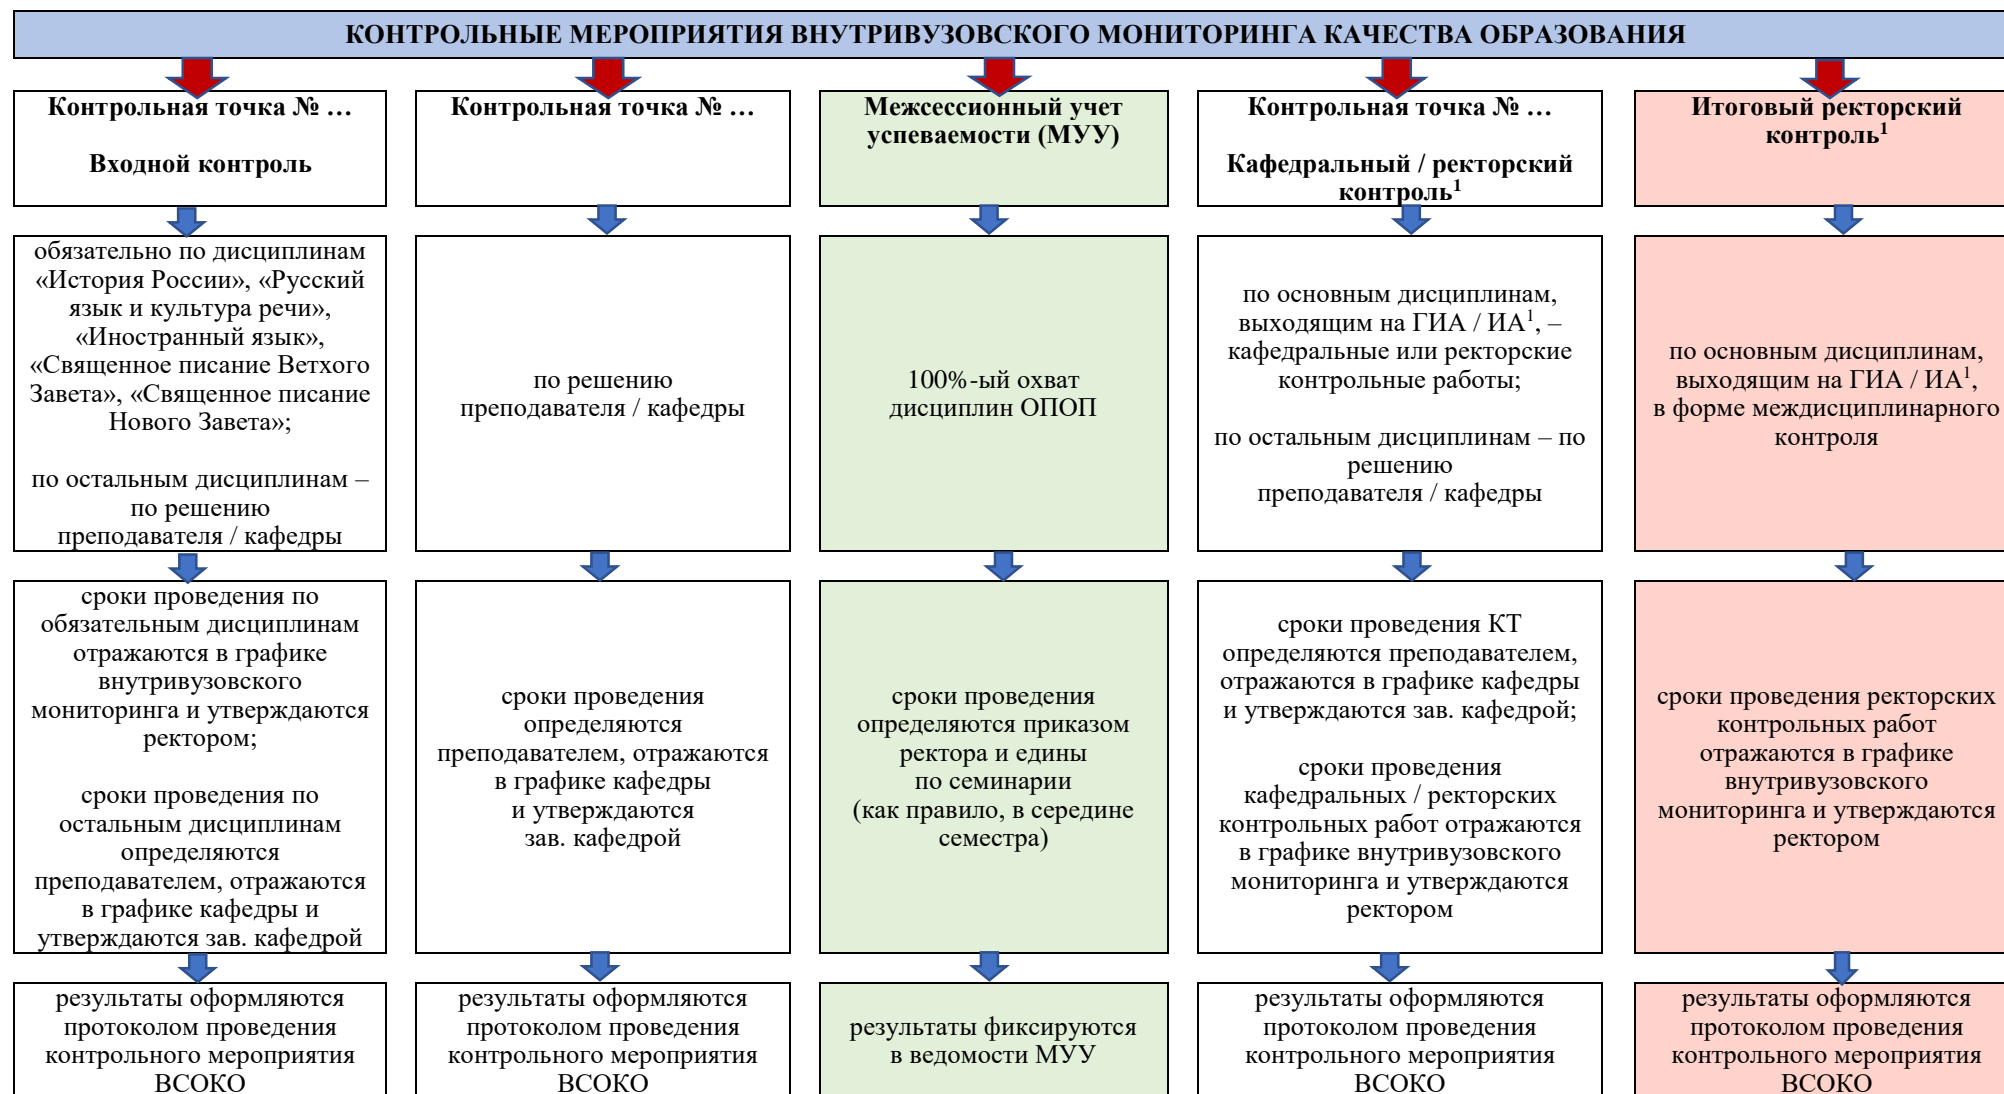 КОНТРОЛЬНЫЕ МЕРОПРИЯТИЯ ВНУТРИВУЗОВСКОГО МОНИТОРИНГА КАЧЕСТВА ОБРАЗОВАНИЯ
Контрольная точка № …
Входной контроль
обязательно по дисциплинам
«История России», «Русский
язык и культура речи»,
«Иностранный язык»,
«Священное писание Ветхого
Завета», «Священное писание
Нового Завета»;
по остальным дисциплинам –
по решению
преподавателя / кафедры
сроки проведения по
обязательным дисциплинам
отражаются в графике
внутривузовского
мониторинга и утверждаются
ректором;
сроки проведения по
остальным дисциплинам
определяются
преподавателем, отражаются
в графике кафедры и
утверждаются зав. кафедрой
результаты оформляются
протоколом проведения
контрольного мероприятия
ВСОКО
Контрольная точка № …
по решению
преподавателя / кафедры
сроки проведения
определяются
преподавателем, отражаются
в графике кафедры
и утверждаются
зав. кафедрой
результаты оформляются
протоколом проведения
контрольного мероприятия
ВСОКО
Межсессионный учет
успеваемости (МУУ)
100%-ый охват
дисциплин ОПОП
сроки проведения
определяются приказом
ректора и едины
по семинарии
(как правило, в середине
семестра)
результаты фиксируются
в ведомости МУУ
Контрольная точка № …
Кафедральный / ректорский
контроль¹
по основным дисциплинам,
выходящим на ГИА / ИА¹, –
кафедральные или ректорские
контрольные работы;
по остальным дисциплинам – по
решению
преподавателя / кафедры
сроки проведения КТ
определяются преподавателем,
отражаются в графике кафедры
и утверждаются зав. кафедрой;
сроки проведения
кафедральных / ректорских
контрольных работ отражаются
в графике внутривузовского
мониторинга и утверждаются
ректором
результаты оформляются
протоколом проведения
контрольного мероприятия
ВСОКО
Итоговый ректорский
контроль¹
по основным дисциплинам,
выходящим на ГИА / ИА¹,
в форме междисциплинарного
контроля
сроки проведения ректорских
контрольных работ
отражаются в графике
внутривузовского
мониторинга и утверждаются
ректором
результаты оформляются
протоколом проведения
контрольного мероприятия
ВСОКО